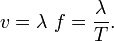 v = λ f = λ/T.